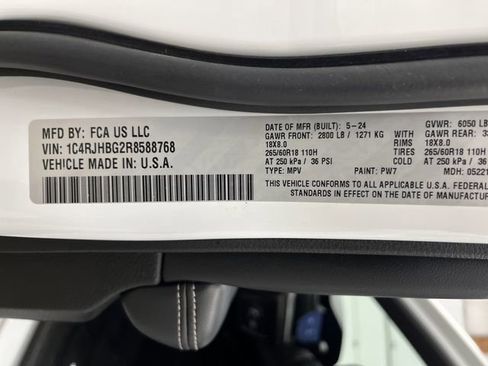 MFD BY: FCA US LLC
VIN: 1C4RJHBG2R8588768
VEHICLE MADE IN U.S.A.
DATE OF MFR (BUILT): 5-24 GVWR: 6050 LB
GAWR FRONT: 2800 LB / 1271 KG GAWR REAR: 
18X8.0 RIMS 18X8.0
265/60R18 110H TIRES 265/60R18 110H
AT 250 kPa / 36 PSI AT 250 kPa / 36
TYPE: MPV PAINT: PW7 MDH: 05221
THIS VEHICLE CONFORMS TO ALL APPLICABLE U.S.A. FEDERAL
STANDARDS IN EFFECT ON THE DATE OF MANUFACTUR